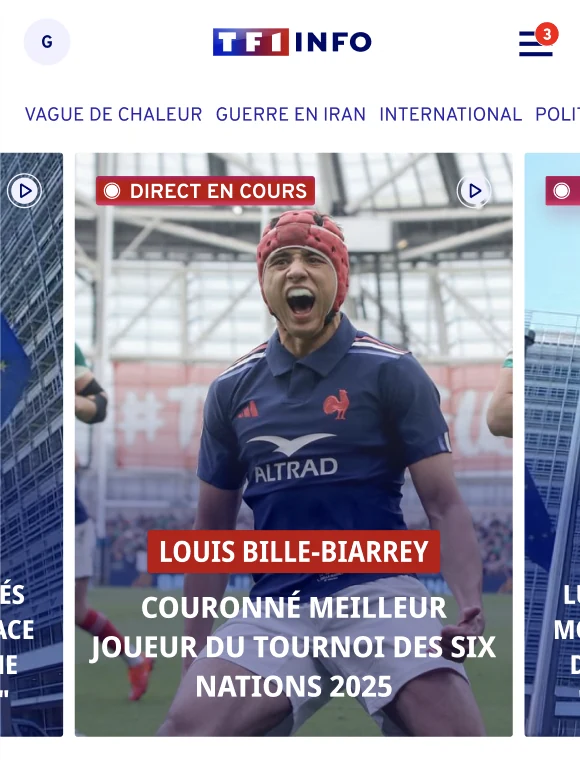 G
TF1 INFO
3
VAGUE DE CHALEUR GUERRE EN IRAN INTERNATIONAL POLIT
DIRECT EN COURS
ALTRAD
LOUIS BILLE-BIARREY
COURONNÉ MEILLEUR
JOUEUR DU TOURNOI DES SIX
NATIONS 2025